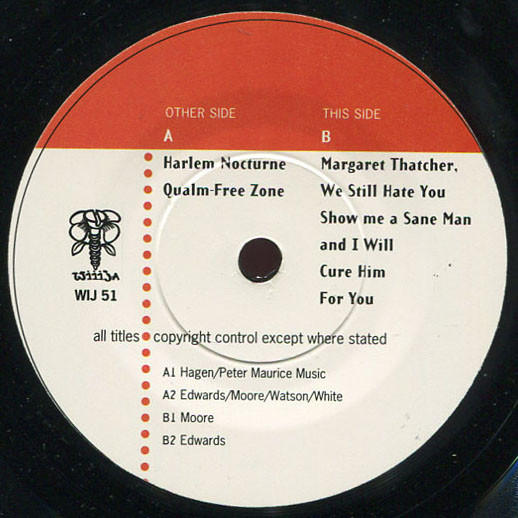 OTHER SIDE
A
Harlem Nocturne
Qualm-Free Zone
THIS SIDE
B
Margaret Thatcher,
We Still Hate You
Show me a Sane Man
and I Will
Cure Him
For You
Wiiija
WIJ 51
all titles copyright control except where stated
A1 Hagen/Peter Maurice Music
A2 Edwards/Moore/Watson/White
B1 Moore
B2 Edwards